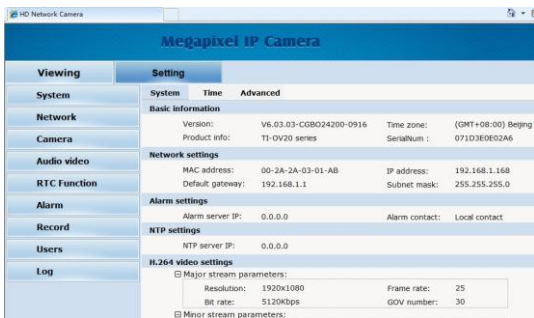 HD Network Camera
Megapixel IP Camera
Viewing
Setting
System
Network
Camera
Audio video
RTC Function
Alarm
Record
Users
Log
System Time Advanced
Basic information
Version: V6.03.03-CGBO24200-0916 Time zone: (GMT+08:00) Beijing
Product info: TI-OV20 series SerialNum : 071D3E0E02A6
Network settings
MAC address: 00-2A-2A-03-01-AB IP address: 192.168.1.168
Default gateway: 192.168.1.1 Subnet mask: 255.255.255.0
Alarm settings
Alarm server IP: 0.0.0.0 Alarm contact: Local contact
NTP settings
NTP server IP: 0.0.0.0
H.264 video settings
Major stream parameters:
Resolution: 1920x1080 Frame rate: 25
Bit rate: 5120Kbps GOV number: 30
Minor stream parameters: